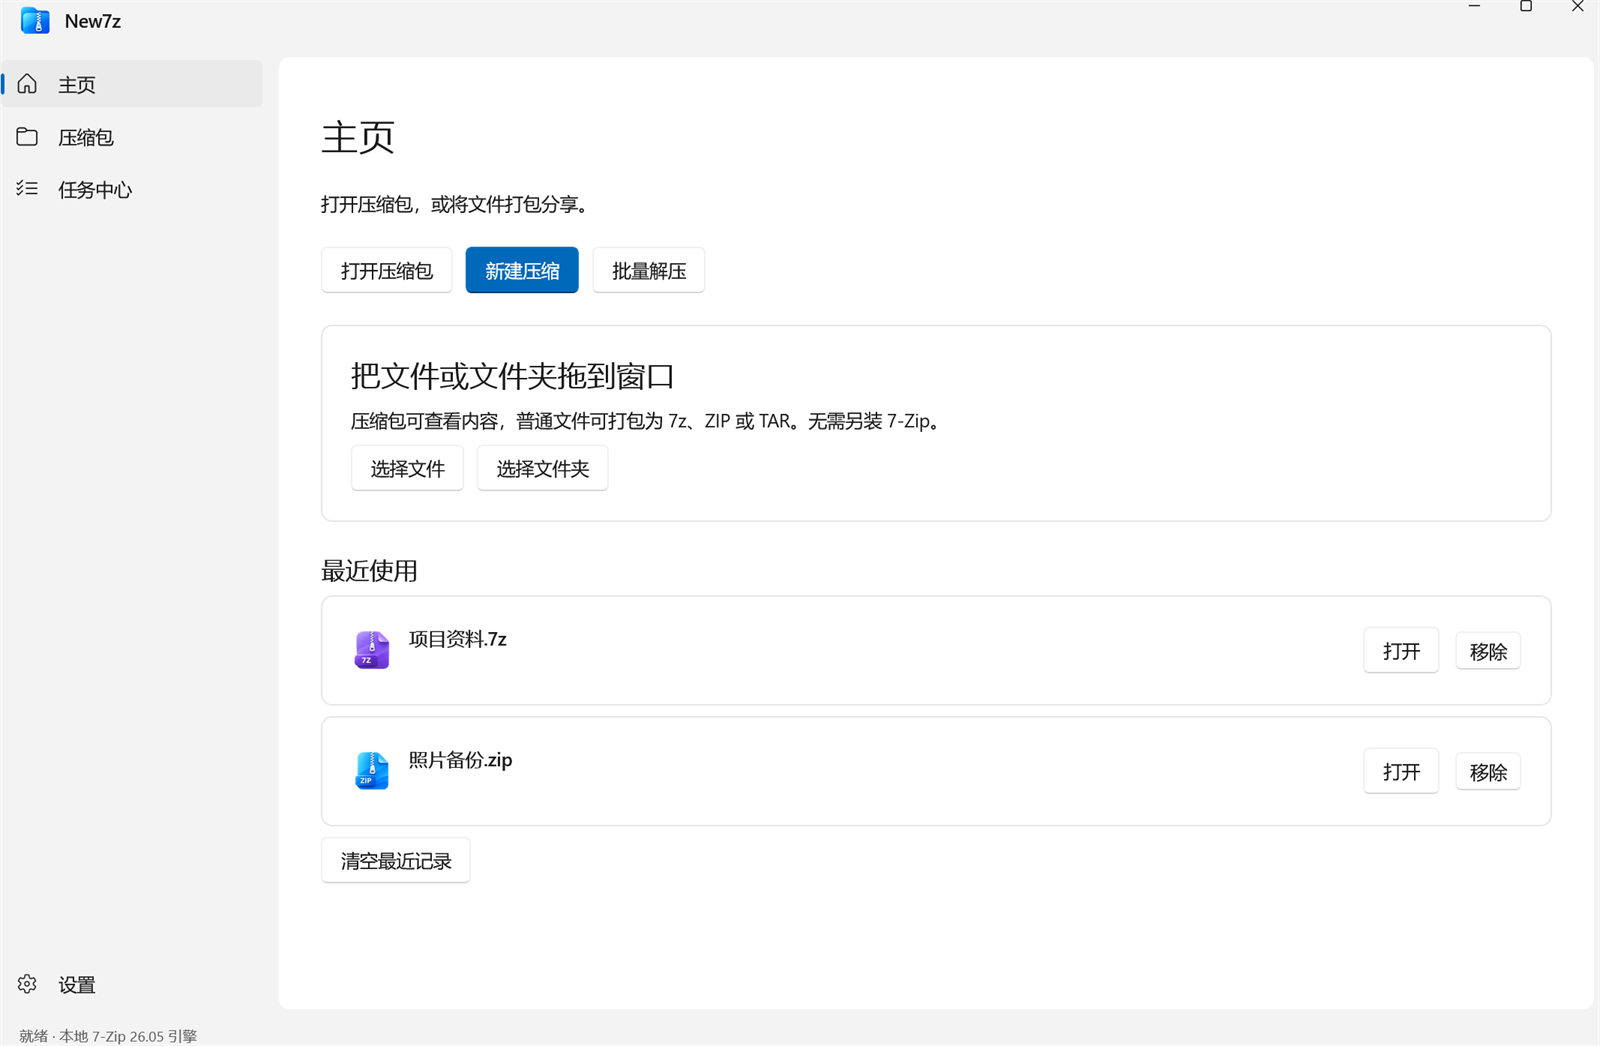 New7z
主页
压缩包
任务中心
主页
打开压缩包，或将文件打包分享。
打开压缩包 新建压缩 批量解压
把文件或文件夹拖到窗口
压缩包可查看内容，普通文件可打包为 7z、ZIP 或 TAR。无需另装 7-Zip。
选择文件 选择文件夹
最近使用
7Z 项目资料.7z 打开 移除
ZIP 照片备份.zip 打开 移除
清空最近记录
设置
就绪 · 本地 7-Zip 26.05 引擎